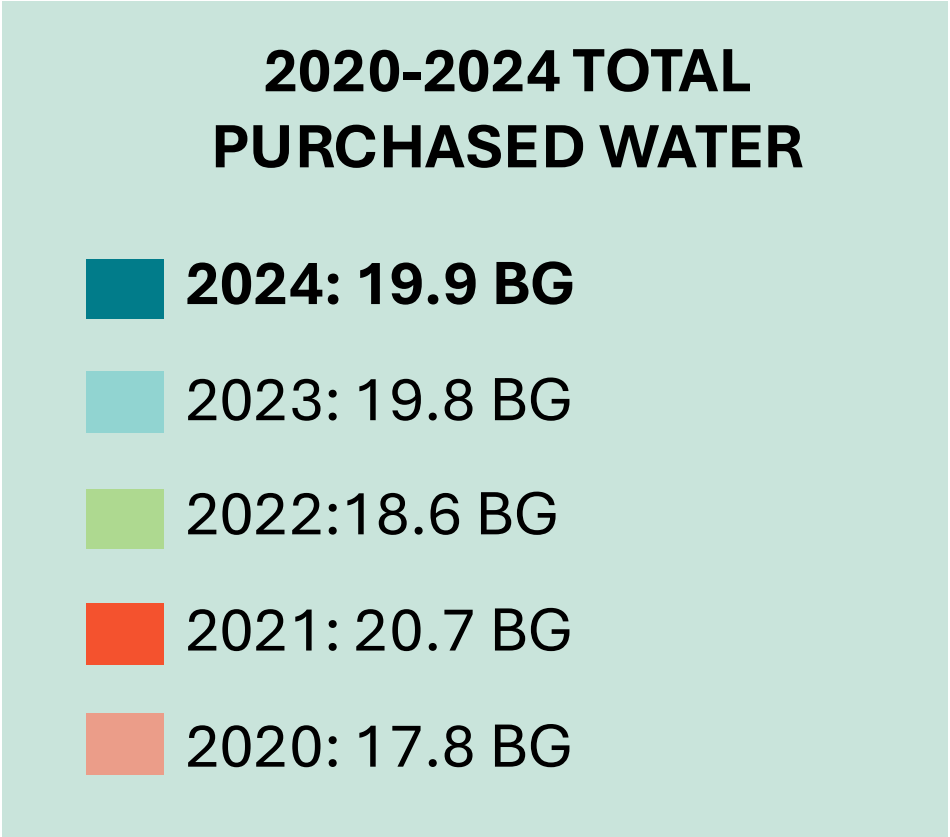 2020-2024 TOTAL
PURCHASED WATER
2024: 19.9 BG
2023: 19.8 BG
2022:18.6 BG
2021: 20.7 BG
2020: 17.8 BG